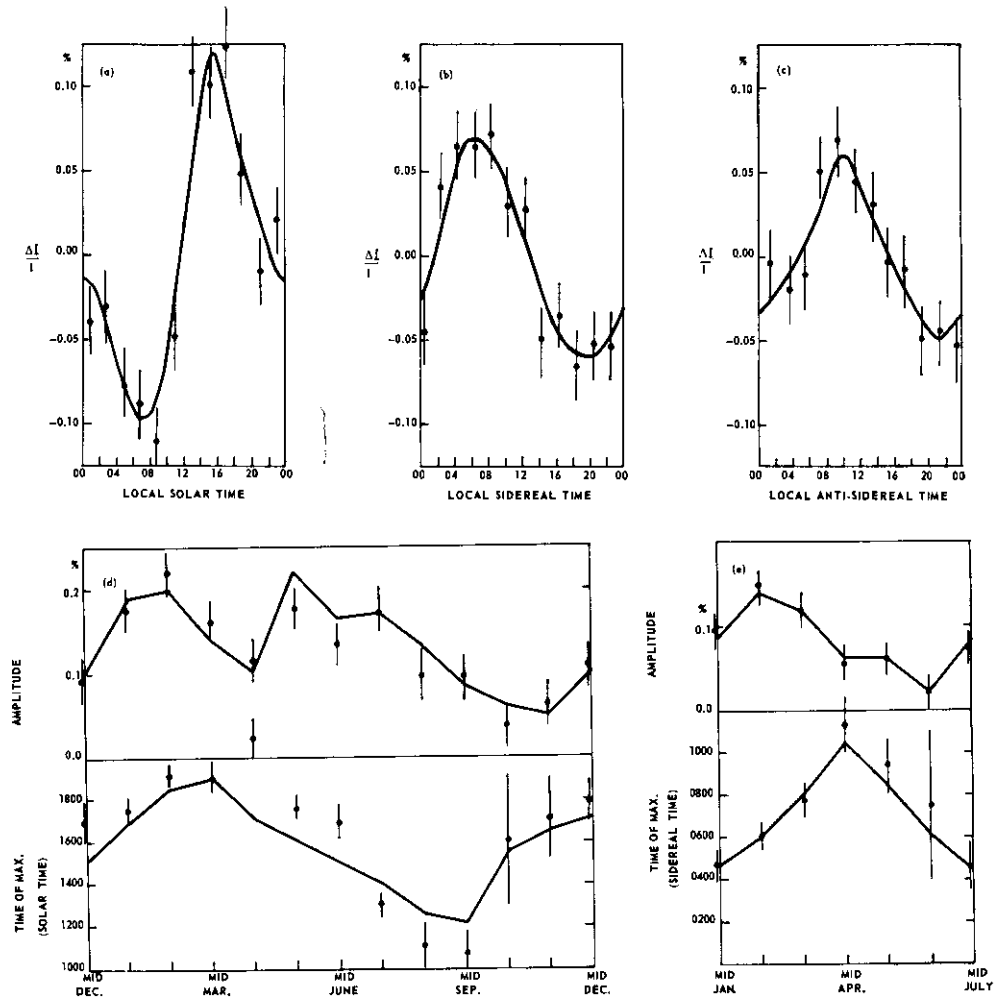 %
(a)
0.10
0.05
0.00
ΔI
I
-0.05
-0.10
00 04 08 12 16 20 00
LOCAL SOLAR TIME
%
(b)
0.10
0.05
0.00
ΔI
I
-0.05
-0.10
00 04 08 12 16 20 00
LOCAL SIDEREAL TIME
%
(c)
0.10
0.05
0.00
ΔI
I
-0.05
-0.10
00 04 08 12 16 20 00
LOCAL ANTI-SIDEREAL TIME
%
(d)
0.2
0.1
0.0
AMPLITUDE
1800
1600
1400
1200
1000
TIME OF MAX.
(SOLAR TIME)
MID DEC.
MID MAR.
MID JUNE
MID SEP.
MID DEC.
(e)
%
0.1
0.0
AMPLITUDE
1000
0800
0600
0400
0200
TIME OF MAX.
(SIDEREAL TIME)
MID JAN.
MID APR.
MID JULY